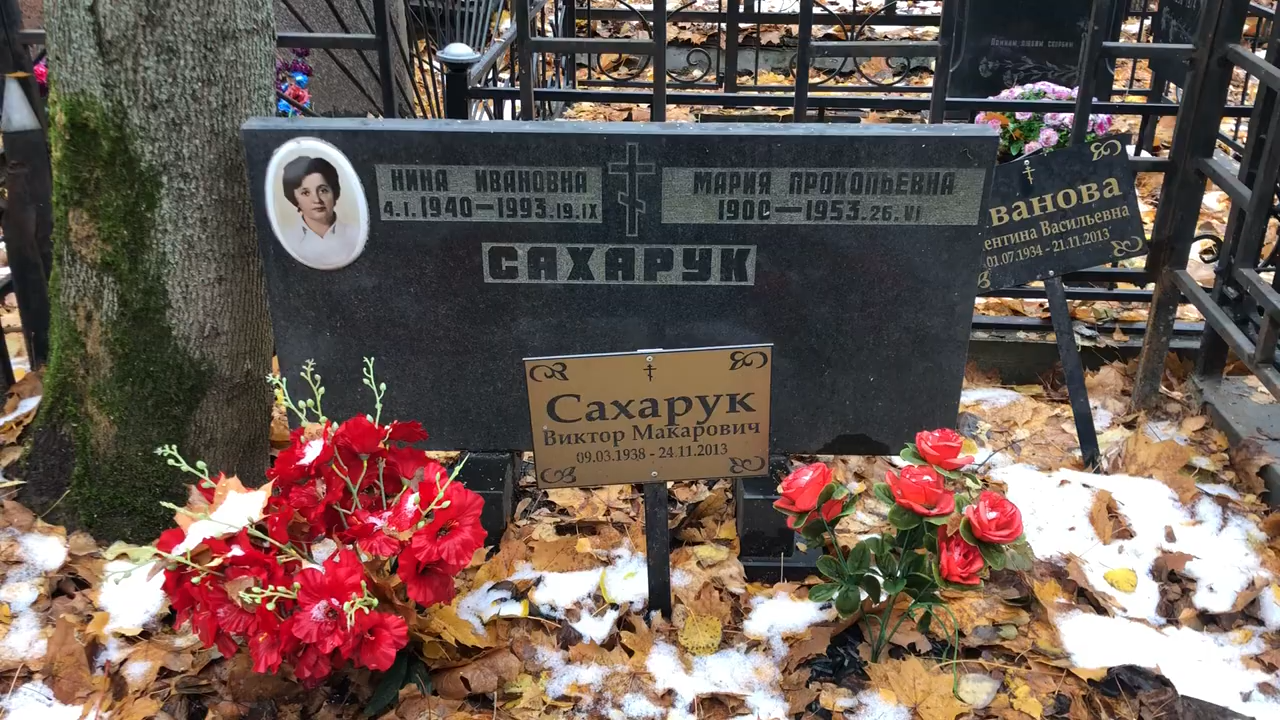 НИНА ИВАНОВНА
4.I.1940—1993.19.IX
МАРИЯ ПРОКОПЬЕВНА
1900—1953.26.VI
САХАРУК
Сахарук
Виктор Макарович
09.03.1938 - 24.11.2013
ванова
лентина Васильевна
01.07.1934 - 21.11.2013